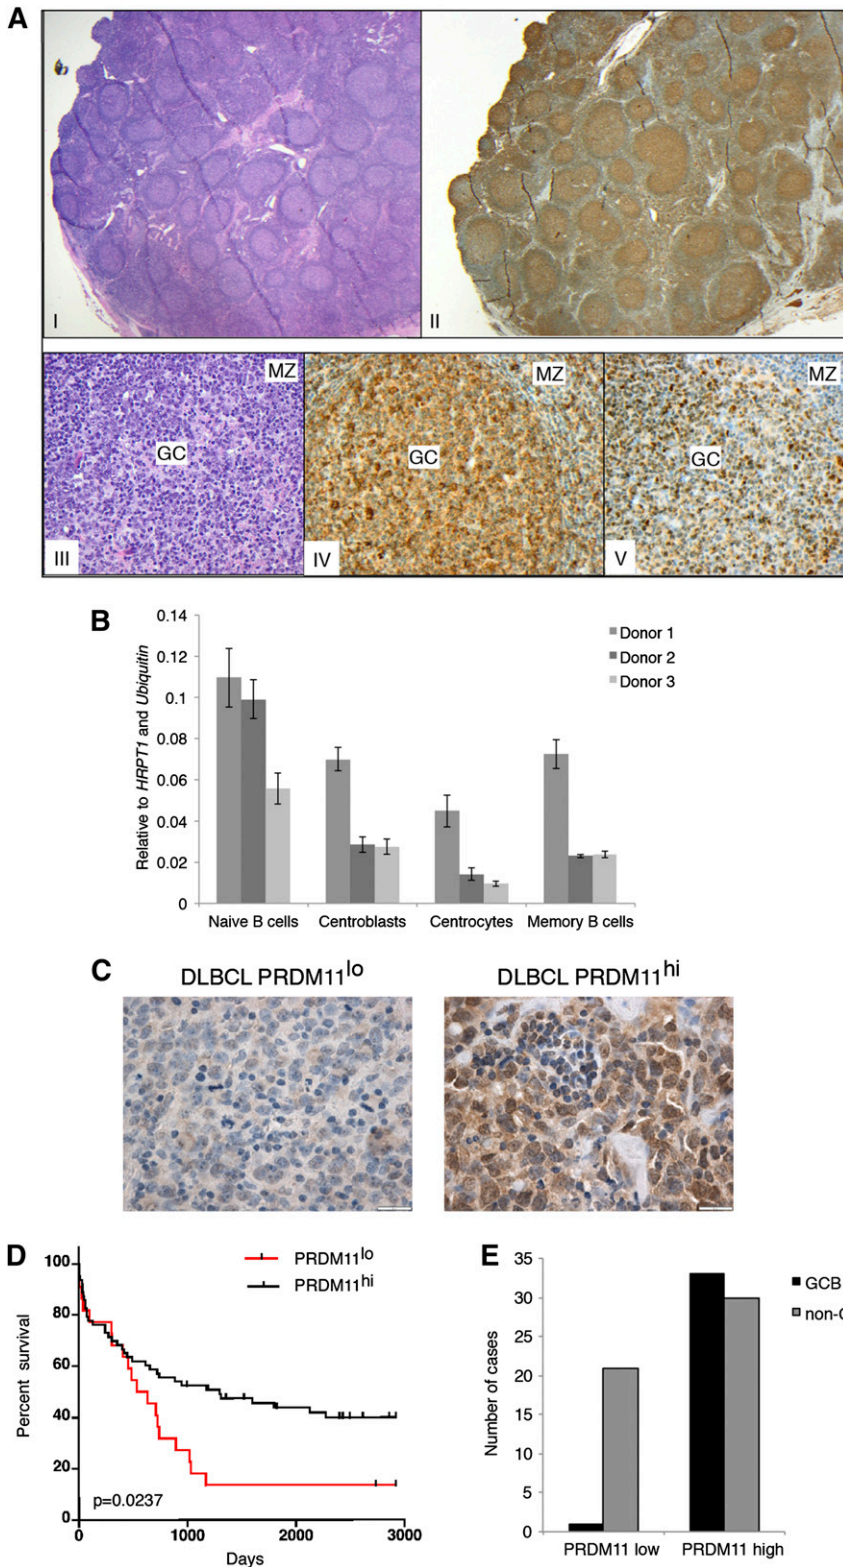 A
I
II
MZ
GC
III
MZ
GC
IV
MZ
GC
V
B
Relative to HRPT1 and Ubiquitin
0.14
0.12
0.1
0.08
0.06
0.04
0.02
0
Donor 1
Donor 2
Donor 3
Naive B cells
Centroblasts
Centrocytes
Memory B cells
C
DLBCL PRDM11lo
DLBCL PRDM11hi
D
Percent survival
100
80
60
40
20
0
PRDM11lo
PRDM11hi
p=0.0237
0
1000
2000
3000
Days
E
Number of cases
35
30
25
20
15
10
5
0
GCB
non-G
PRDM11 low
PRDM11 high